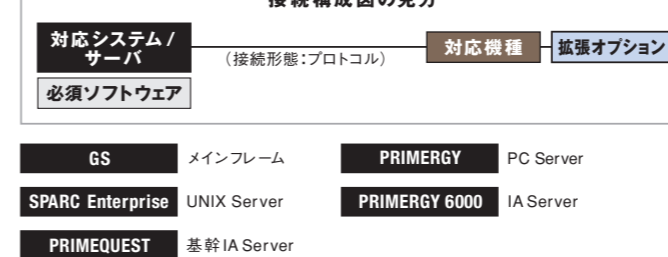 接続構成図の見方
対応システム /
サーバ
(接続形態:プロトコル)
対応機種
拡張オプション
必須ソフトウェア
GS メインフレーム
PRIMERGY PC Server
SPARC Enterprise UNIX Server
PRIMERGY 6000 IA Server
PRIMEQUEST 基幹IA Server